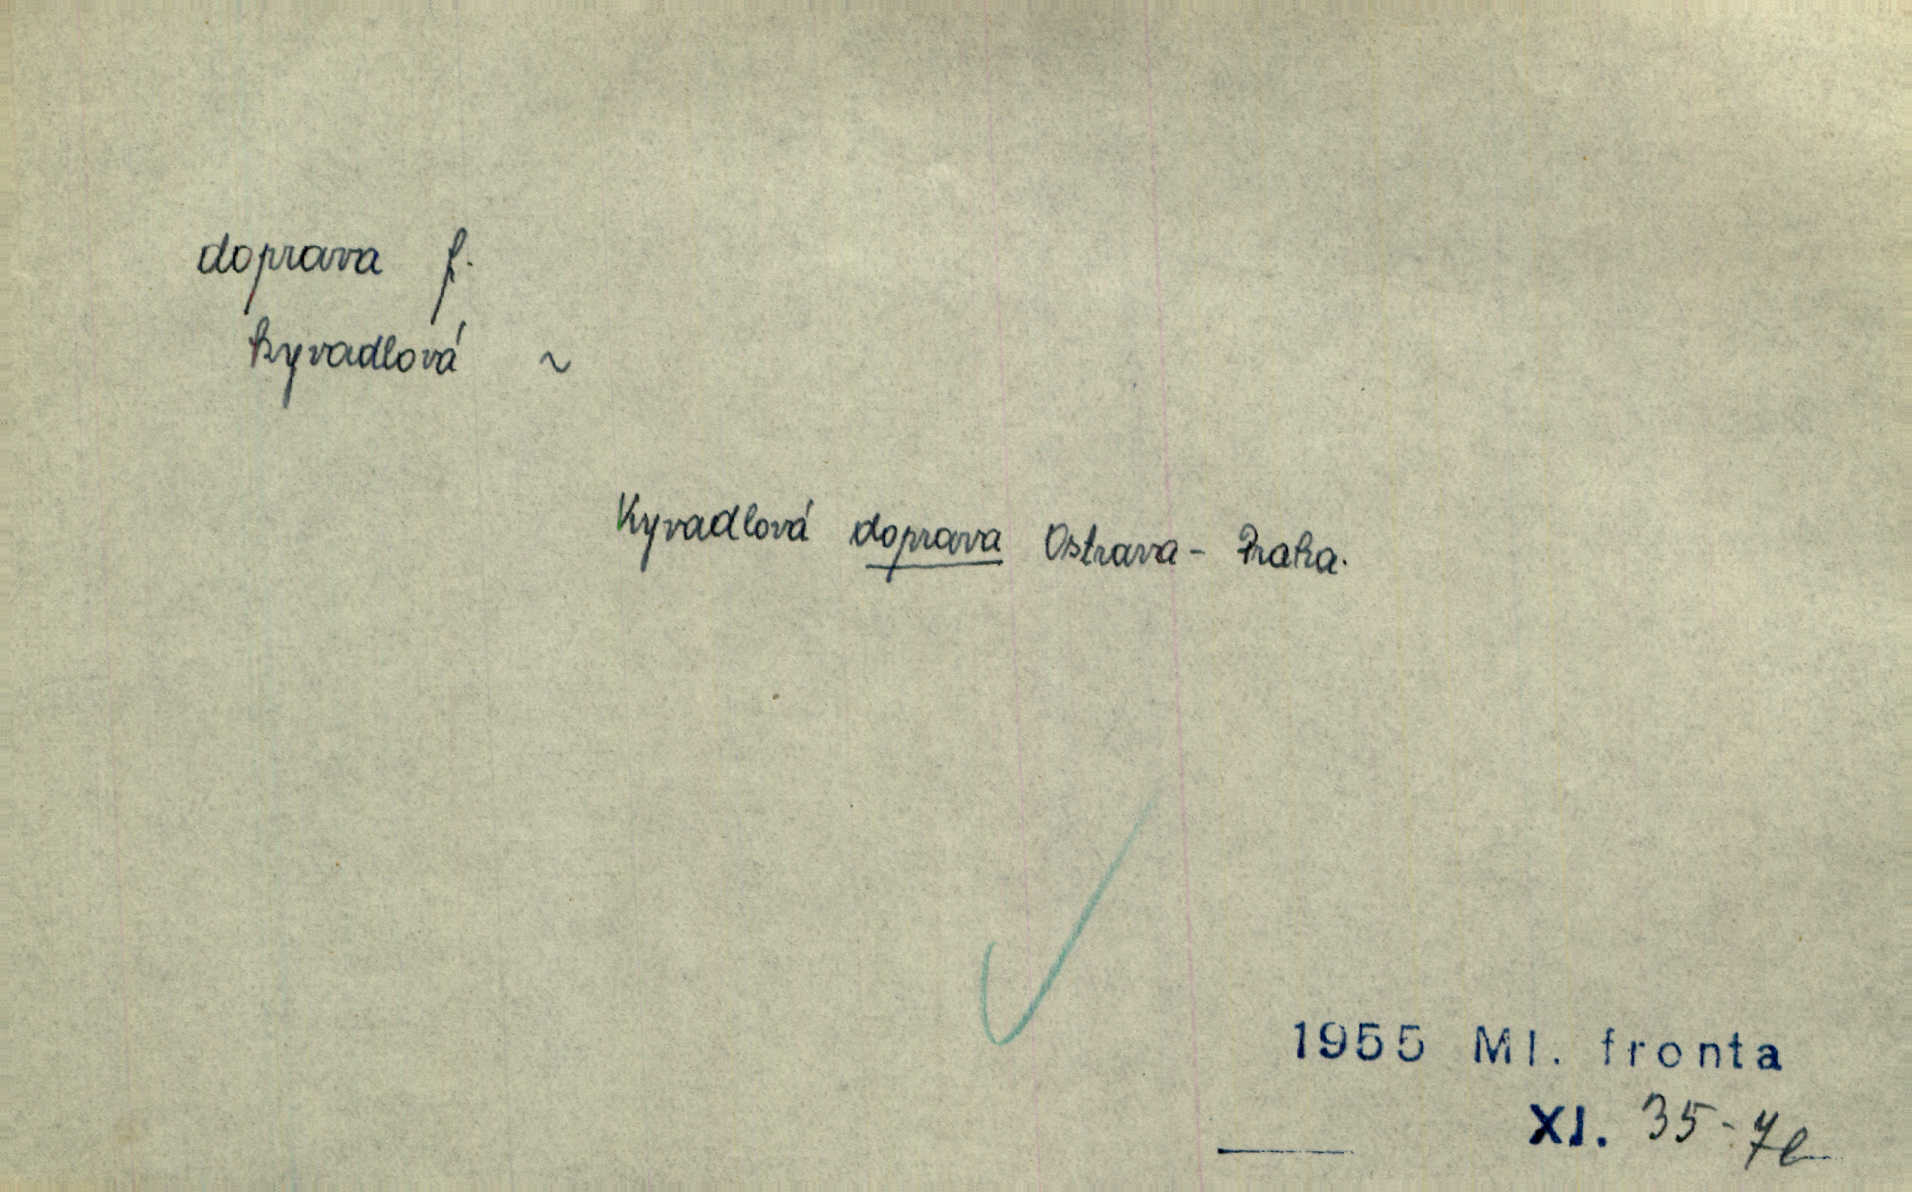 doprava f.
kyvadlová ~
Kyvadlová doprava Ostrava - Praha.
1955 Ml. fronta
XI. 35-7b